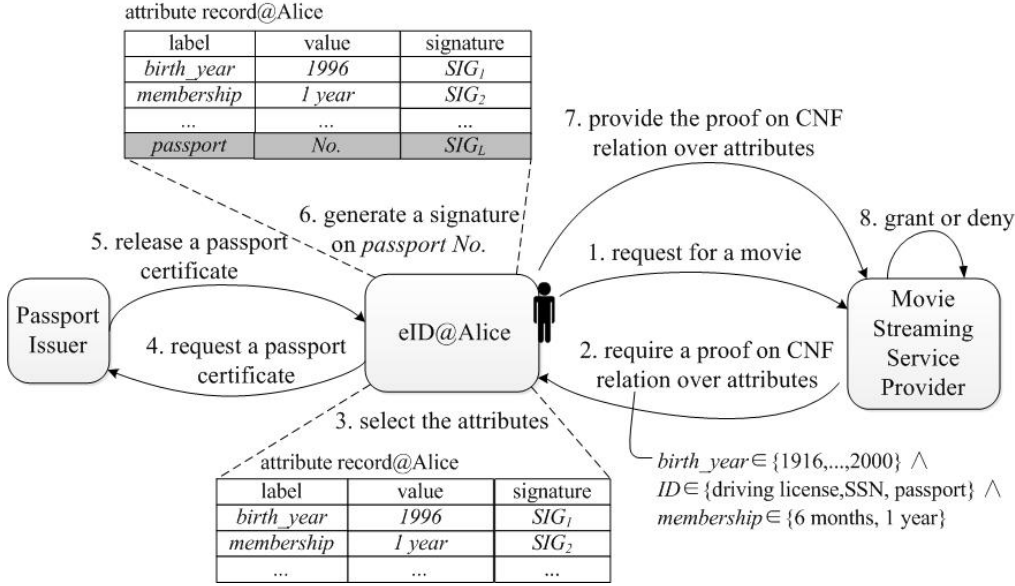 attribute record@Alice
label value signature
birth_year 1996 SIG1
membership 1 year SIG2
... ... ...
passport No. SIGL
7. provide the proof on CNF
relation over attributes
6. generate a signature
on passport No.
8. grant or deny
5. release a passport
certificate
1. request for a movie
Passport
Issuer
eID@Alice
Movie
Streaming
Service
Provider
4. request a passport
certificate
2. require a proof on CNF
relation over attributes
3. select the attributes
attribute record@Alice
label value signature
birth_year 1996 SIG1
membership 1 year SIG2
... ... ...
birth_year∈{1916,...,2000} ∧
ID∈{driving license,SSN, passport} ∧
membership∈{6 months, 1 year}